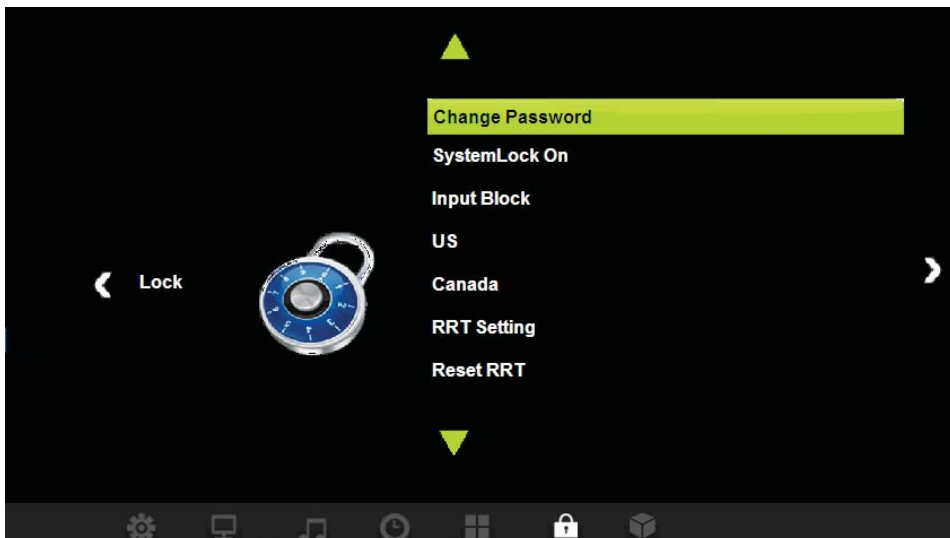 Change Password
SystemLock On
Input Block
US
Lock
Canada
RRT Setting
Reset RRT